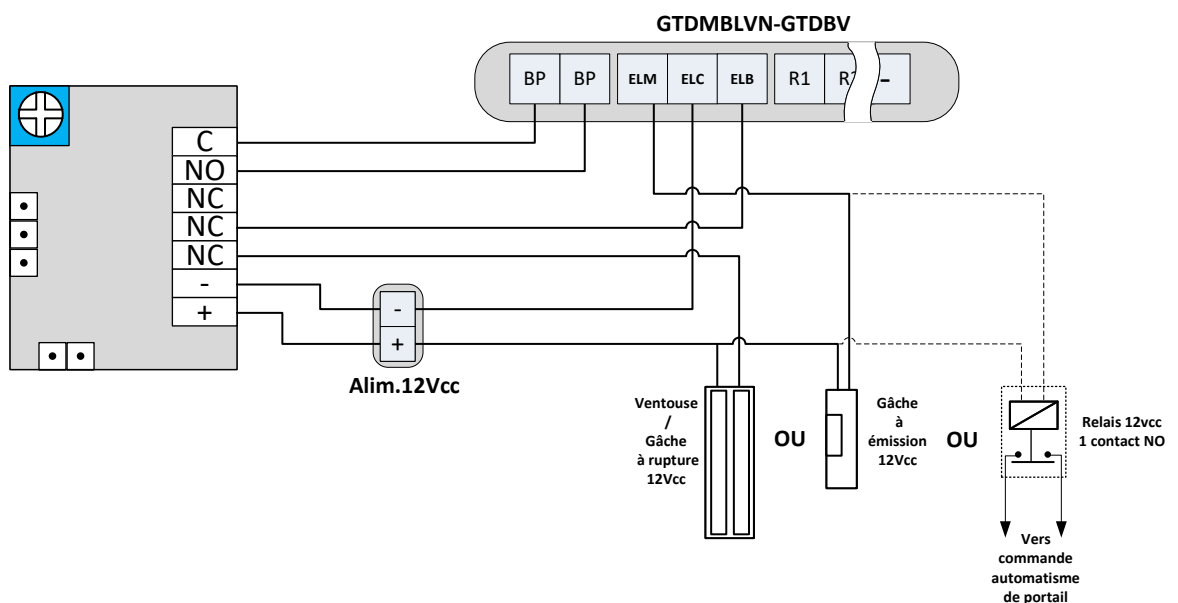 GTDMBLVN-GTDBV
BP BP ELM ELC ELB R1 R -
C
NO
NC
NC
NC
-
+
-
+
Alim.12Vcc
Ventouse
/
Gâche
à rupture
12Vcc
OU
Gâche
à
émission
12Vcc
OU
Relais 12vcc
1 contact NO
Vers
commande
automatisme
de portail